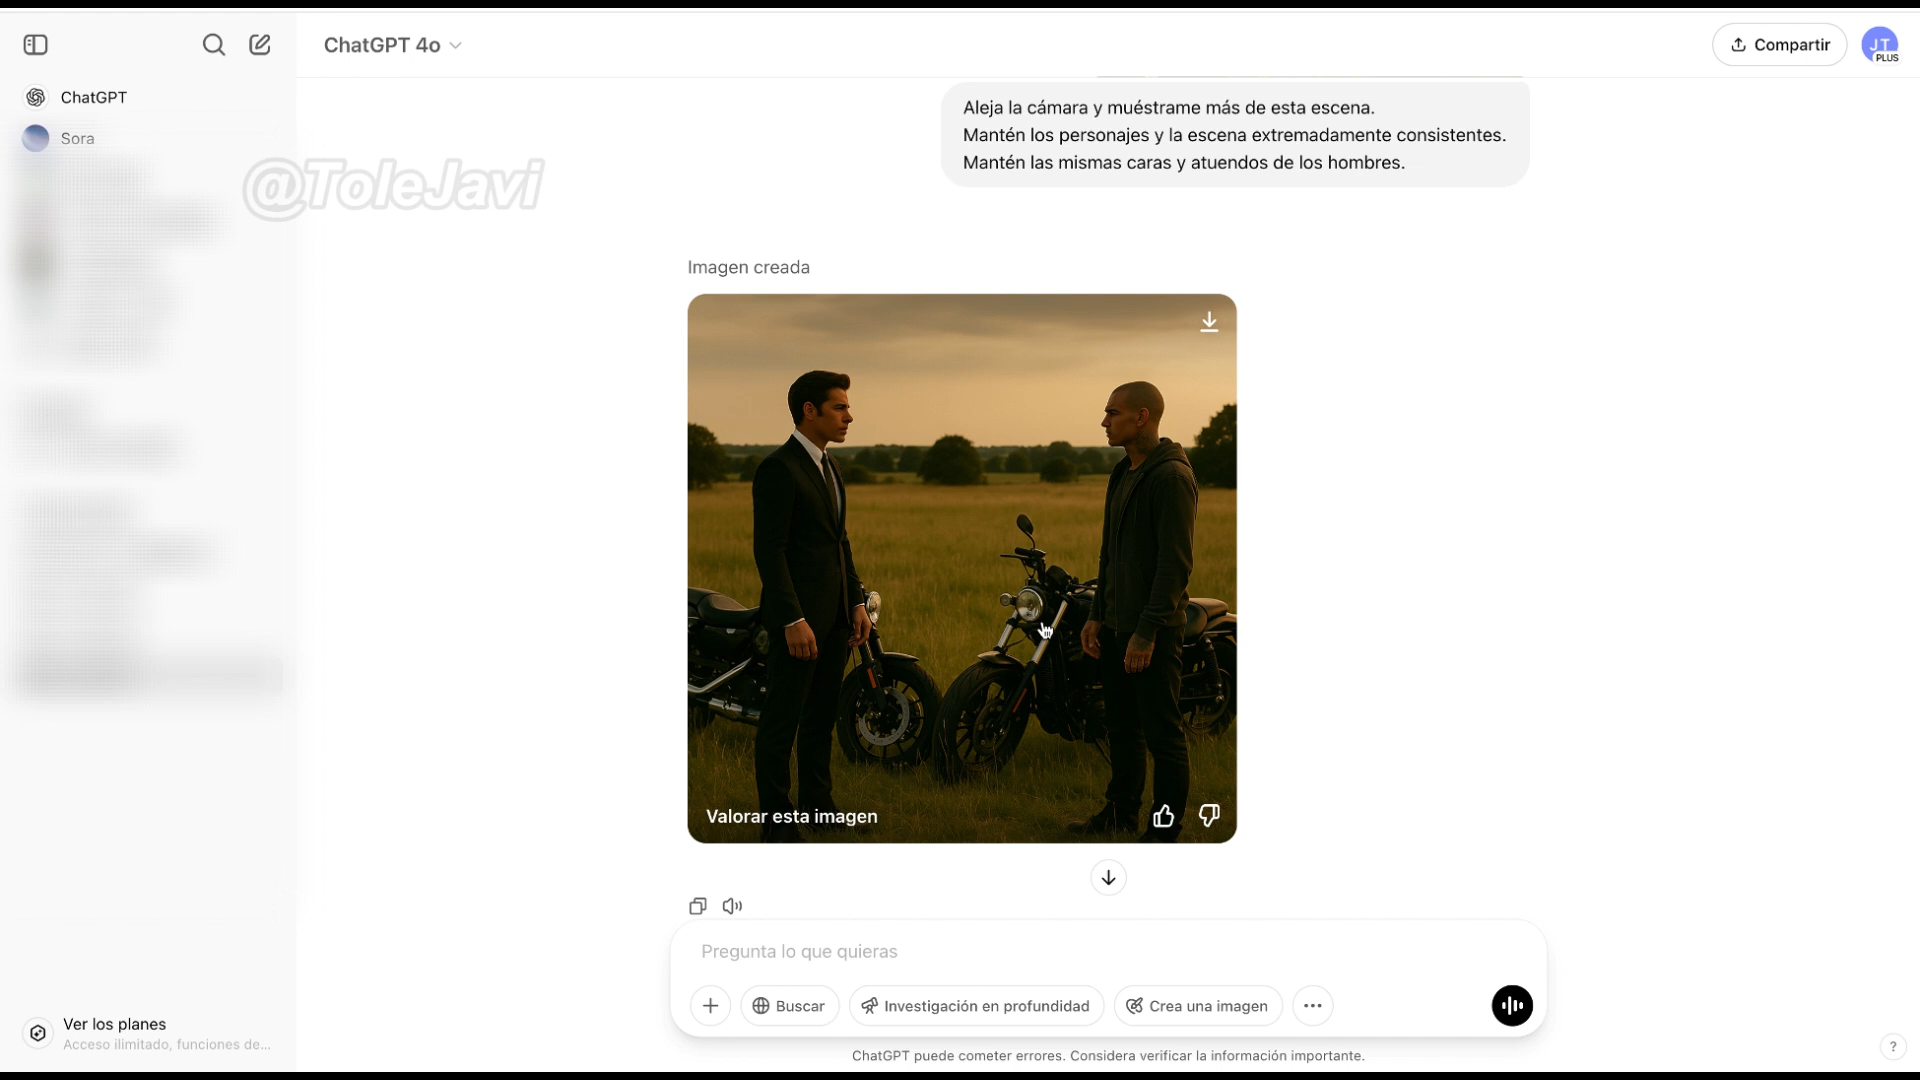 ChatGPT 4o
Compartir
JT
PLUS
ChatGPT
Sora
@ToleJavi
Aleja la cámara y muéstrame más de esta escena.
Mantén los personajes y la escena extremadamente consistentes.
Mantén las mismas caras y atuendos de los hombres.
Imagen creada
Valorar esta imagen
Pregunta lo que quieras
Buscar
Investigación en profundidad
Crea una imagen
Ver los planes
Acceso ilimitado, funciones de...
ChatGPT puede cometer errores. Considera verificar la información importante.
?